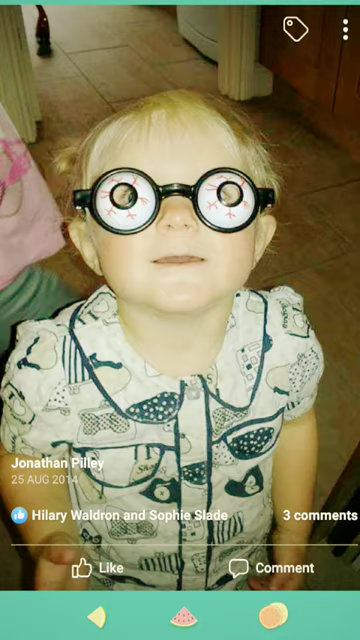 Jonathan Pilley
25 AUG 2014
Hilary Waldron and Sophie Slade
3 comments
Like
Comment